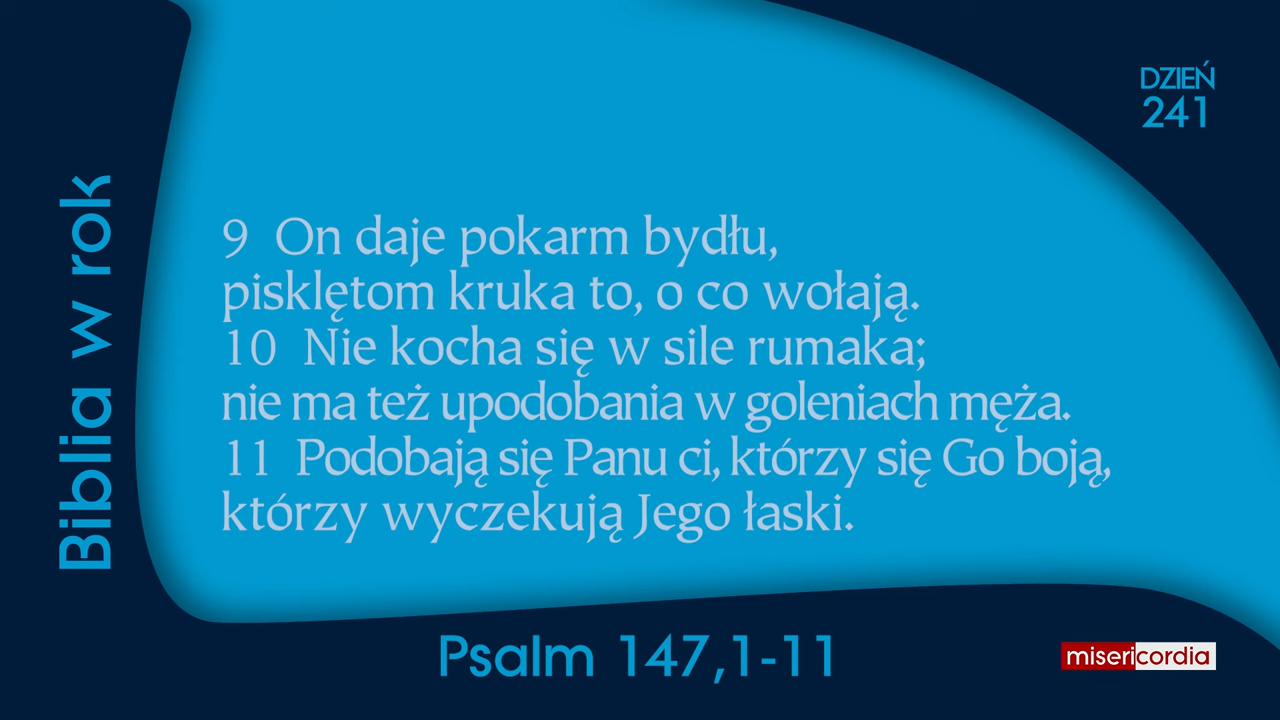 DZIEŃ
241
Biblia w rok
9 On daje pokarm bydłu,
pisklętom kruka to, o co wołają.
10 Nie kocha się w sile rumaka;
nie ma też upodobania w goleniach męża.
11 Podobają się Panu ci, którzy się Go boją,
którzy wyczekują Jego łaski.
Psalm 147,1-11
misericordia